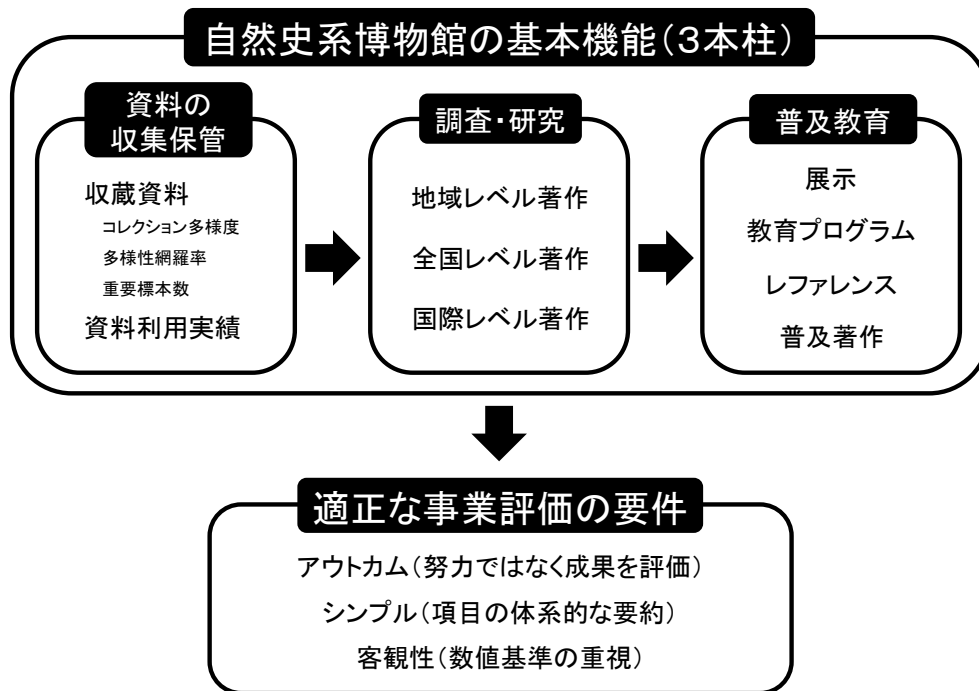 自然史系博物館の基本機能(3本柱)
資料の
収集保管
収蔵資料
コレクション多様度
多様性網羅率
重要標本数
資料利用実績
調査・研究
地域レベル著作
全国レベル著作
国際レベル著作
普及教育
展示
教育プログラム
レファレンス
普及著作
適正な事業評価の要件
アウトカム(努力ではなく成果を評価)
シンプル(項目の体系的な要約)
客観性(数値基準の重視)